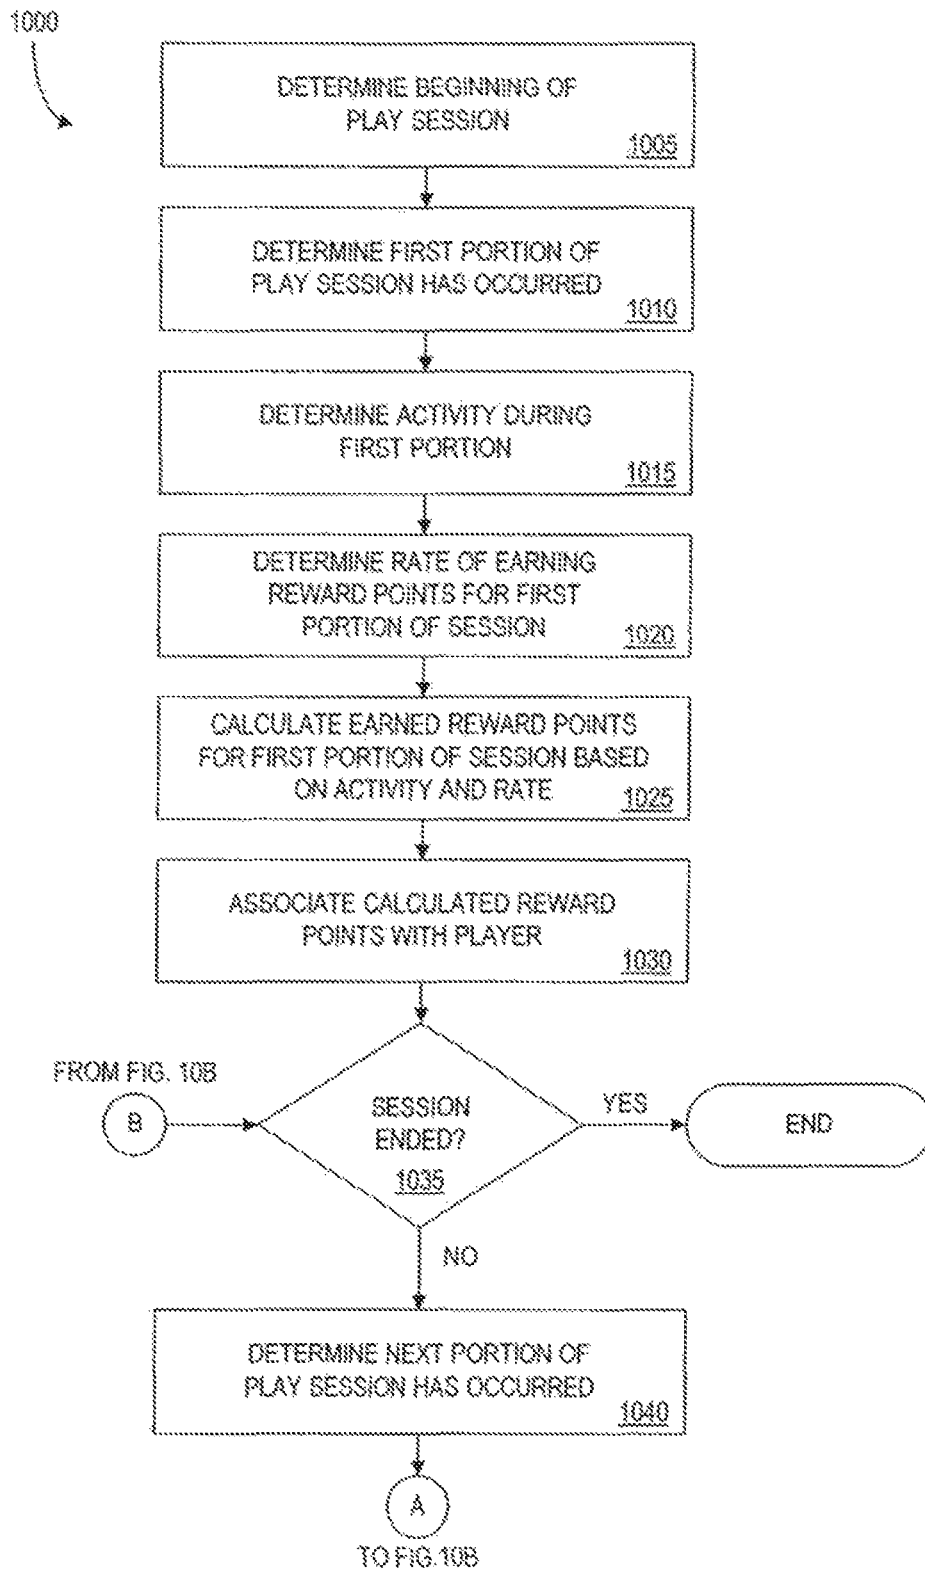 1000
DETERMINE BEGINNING OF
PLAY SESSION
1005
DETERMINE FIRST PORTION OF
PLAY SESSION HAS OCCURRED
1010
DETERMINE ACTIVITY DURING
FIRST PORTION
1015
DETERMINE RATE OF EARNING
REWARD POINTS FOR FIRST
PORTION OF SESSION
1020
CALCULATE EARNED REWARD POINTS
FOR FIRST PORTION OF SESSION BASED
ON ACTIVITY AND RATE
1025
ASSOCIATE CALCULATED REWARD
POINTS WITH PLAYER
1030
FROM FIG. 10B
B
SESSION
ENDED?
1035
YES
END
NO
DETERMINE NEXT PORTION OF
PLAY SESSION HAS OCCURRED
1040
A
TO FIG.10B